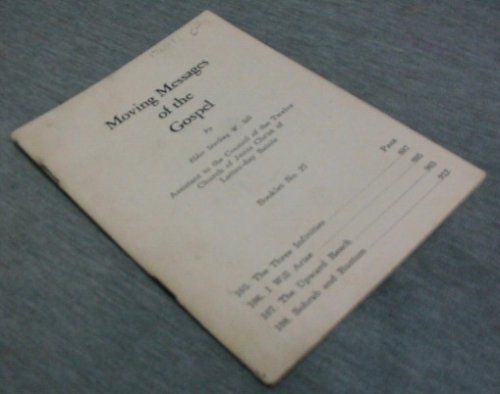 Moving Messages
of the
Gospel
by
Elder Sterling W. Sill
Assistant to the Council of the Twelve
Church of Jesus Christ of
Latter-day Saints
Booklet No. 27
Page
105. The Three Infinities
106. I Will Arise
107. The Upward Reach
108. Sohrab and Rustum